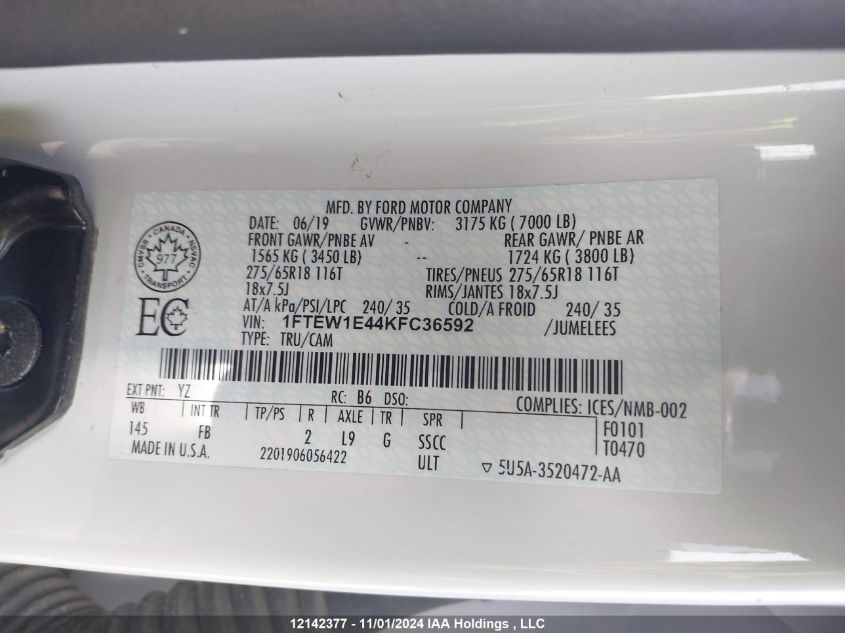 MFD. BY FORD MOTOR COMPANY
DATE: 06/19 GVWR/PNBV: 3175 KG ( 7000 LB)
FRONT GAWR/PNBE AV - REAR GAWR/ PNBE AR
1565 KG ( 3450 LB) -- 1724 KG ( 3800 LB)
275/65R18 116T TIRES/PNEUS 275/65R18 116T
18x7.5J RIMS/JANTES 18x7.5J
AT/A kPa/PSI/LPC 240/ 35 COLD/A FROID 240/ 35
VIN: 1FTEW1E44KFC36592 /JUMELEES
TYPE: TRU/CAM
CANADA
CMVSR NSVAC
977
TRANSPORT
EC
EXT PNT: YZ RC: B6 DSO: COMPLIES: ICES/NMB-002
WB INT TR TP/PS R AXLE TR SPR F0101
145 FB 2 L9 G SSCC T0470
MADE IN U.S.A. 2201906056422 ULT ▽ 5U5A-3520472-AA
12142377 - 11/01/2024 IAA Holdings , LLC